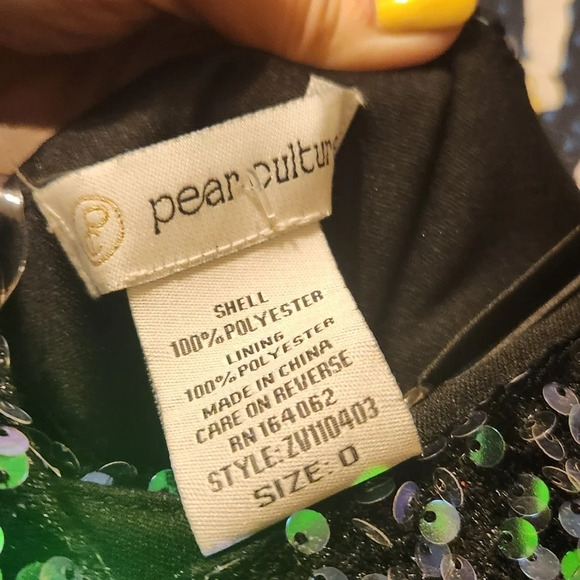 PC
pear culture
SHELL
100% POLYESTER
LINING
100% POLYESTER
MADE IN CHINA
CARE ON REVERSE
RN 164062
STYLE:ZV110403
SIZE: 0